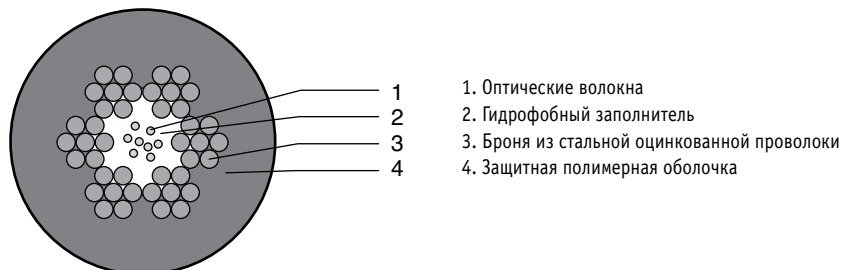 1
2
3
4
1. Оптические волокна
2. Гидрофобный заполнитель
3. Броня из стальной оцинкованной проволоки
4. Защитная полимерная оболочка